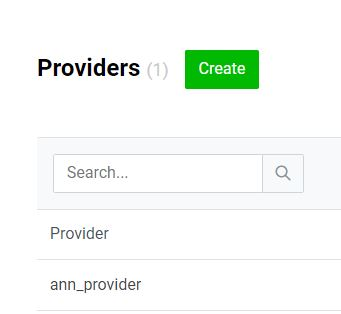 Providers (1) Create
Search...
Provider
ann_provider